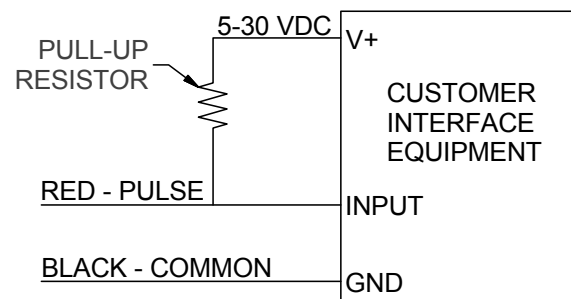 5-30 VDC
V+
PULL-UP
RESISTOR
CUSTOMER
INTERFACE
EQUIPMENT
RED - PULSE
INPUT
BLACK - COMMON
GND